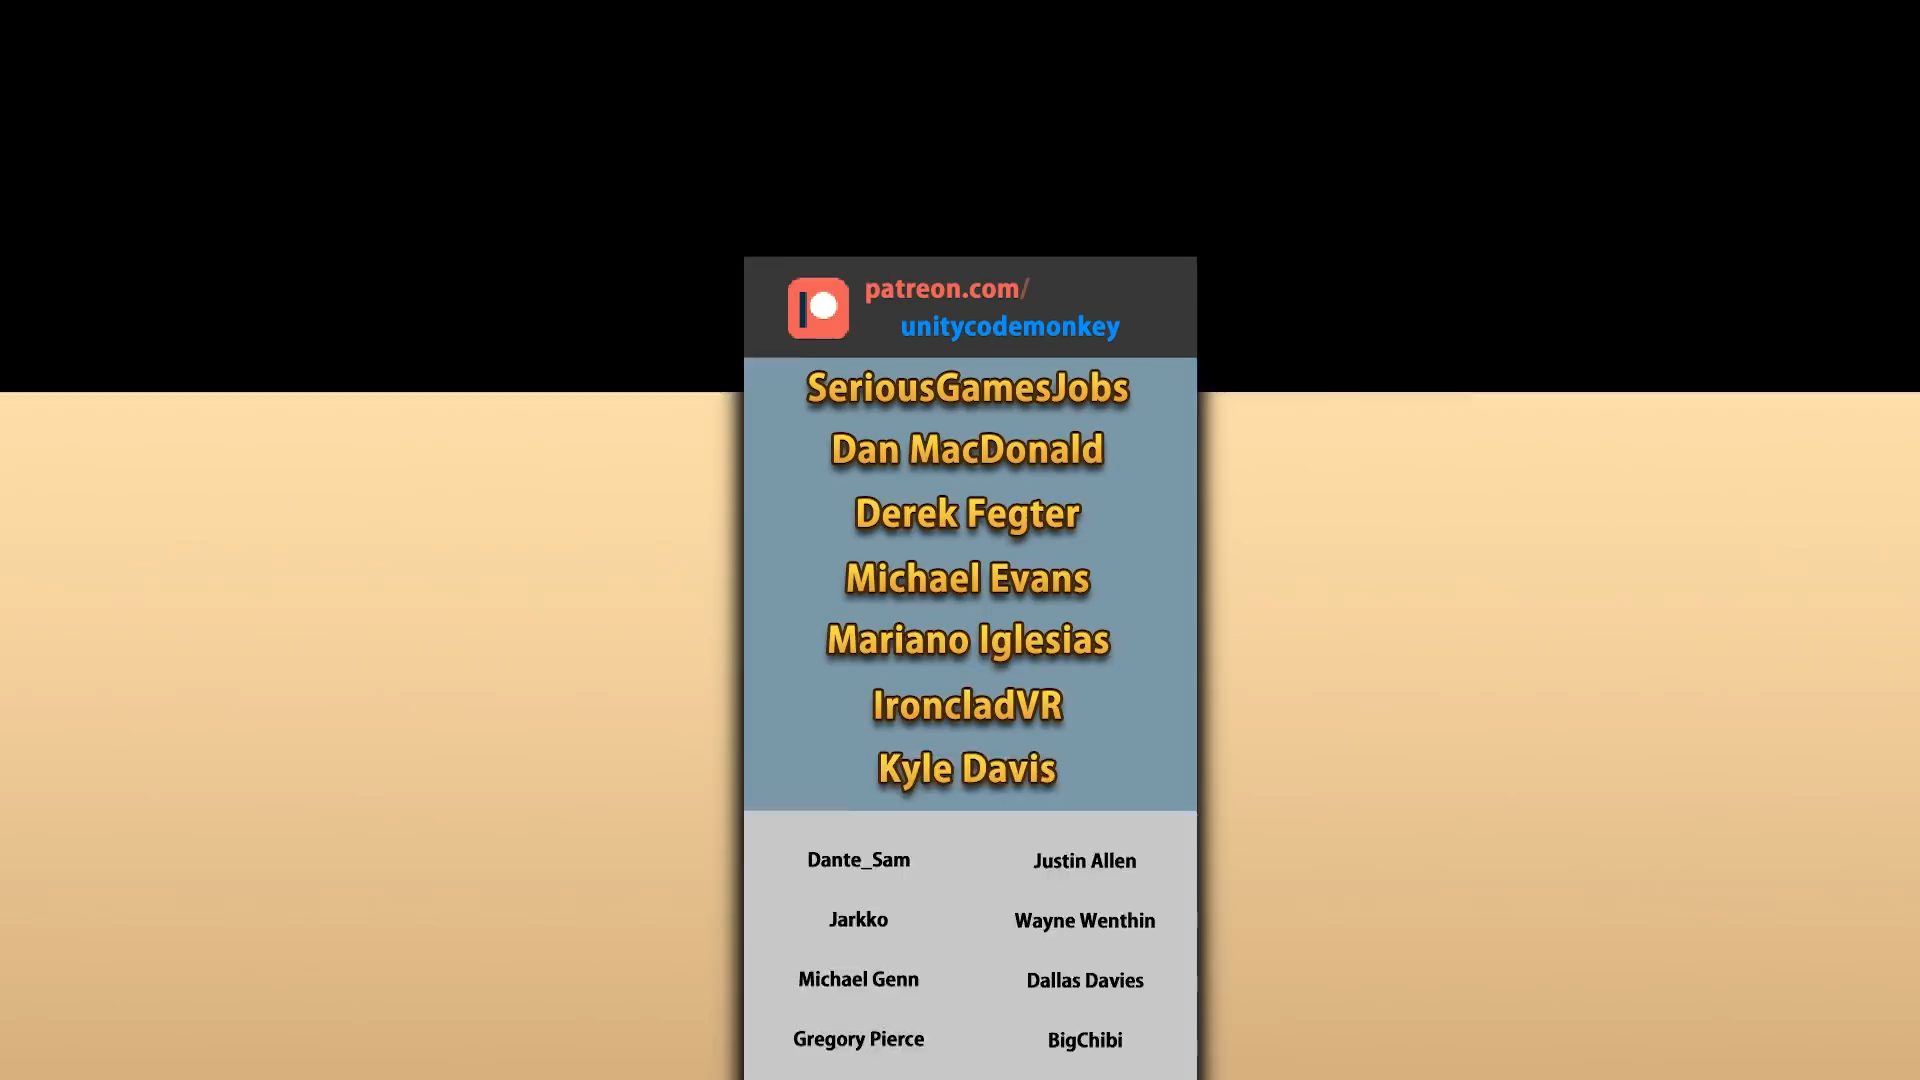 patreon.com/
unitycodemonkey
SeriousGamesJobs
Dan MacDonald
Derek Fegter
Michael Evans
Mariano Iglesias
IroncladVR
Kyle Davis
Dante_Sam Justin Allen
Jarkko Wayne Wenthin
Michael Genn Dallas Davies
Gregory Pierce BigChibi